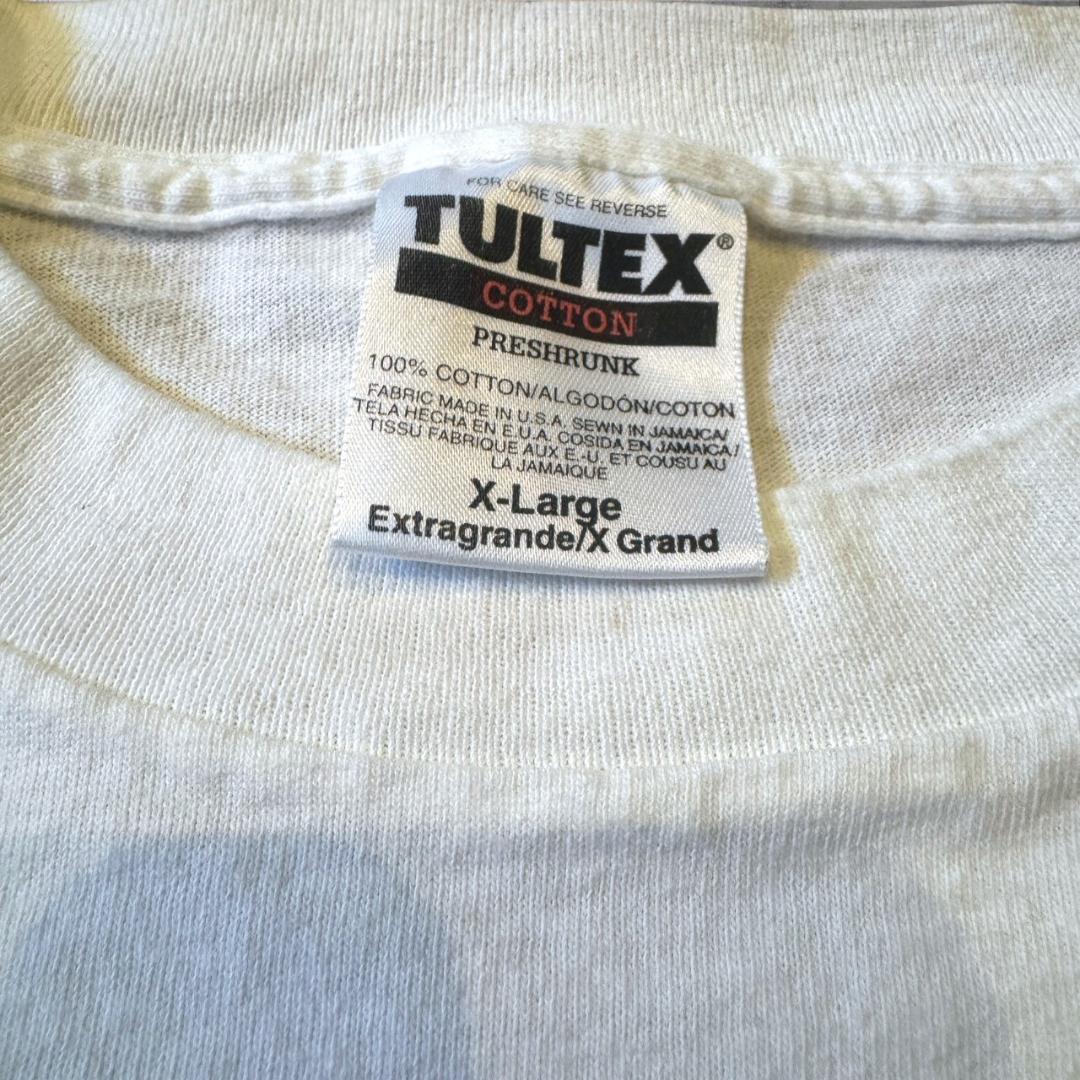 FOR CARE SEE REVERSE
TULTEX®
COTTON
PRESHRUNK
100% COTTON/ALGODÓN/COTON
FABRIC MADE IN U.S.A. SEWN IN JAMAICA/
TELA HECHA EN E.U.A. COSIDA EN JAMAICA/
TISSU FABRIQUE AUX E.-U. ET COUSU AU
LA JAMAIQUE
X-Large
Extragrande/X Grand